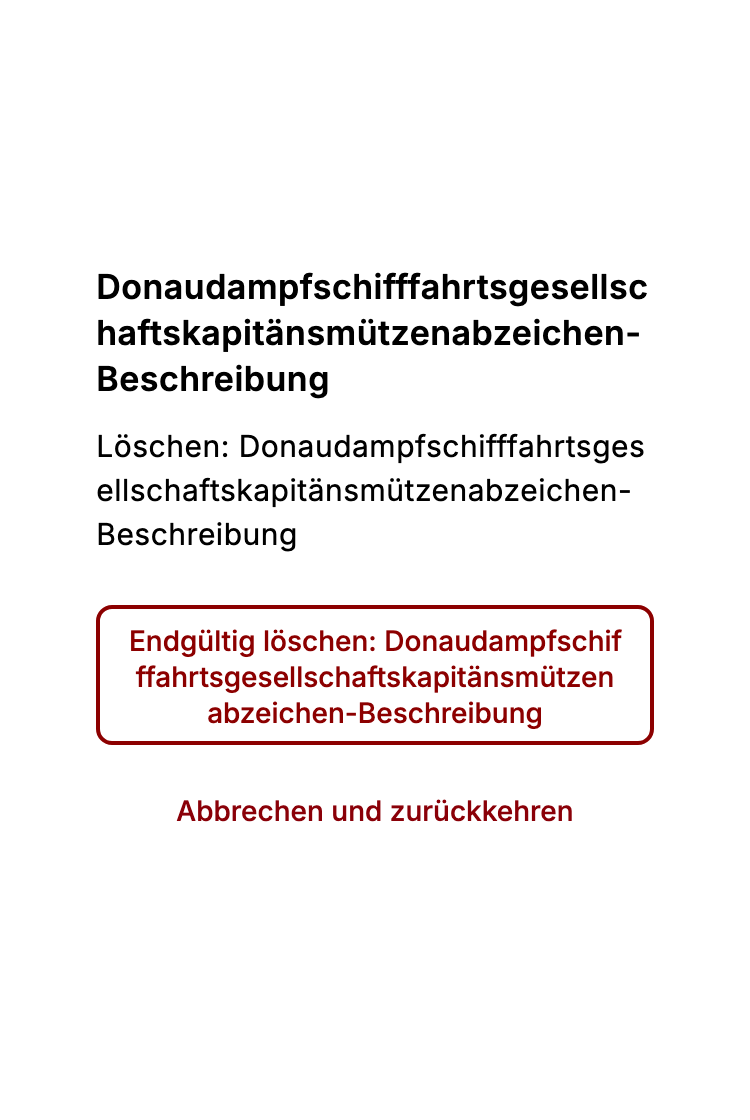 Donaudampfschifffahrtsgesellsc
haftskapitänsmützenabzeichen-
Beschreibung
Löschen: Donaudampfschifffahrtsges
ellschaftskapitänsmützenabzeichen-
Beschreibung
Endgültig löschen: Donaudampfschif
ffahrtsgesellschaftskapitänsmützen
abzeichen-Beschreibung
Abbrechen und zurückkehren